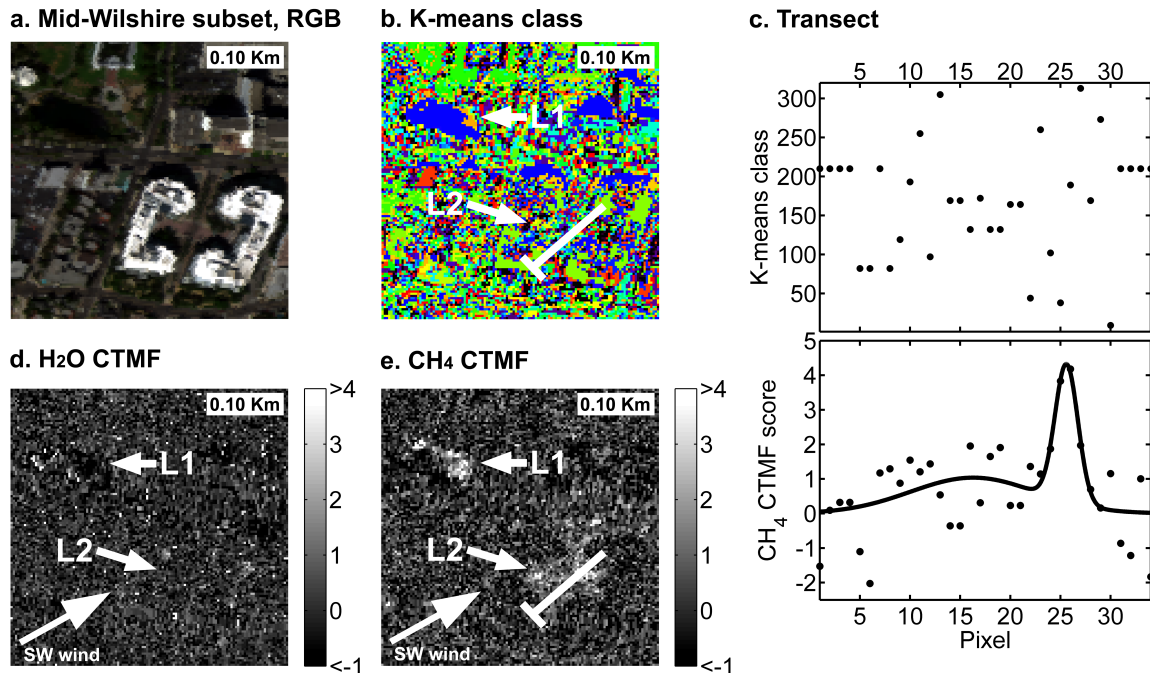 a. Mid-Wilshire subset, RGB
0.10 Km
b. K-means class
0.10 Km
L1
L2
c. Transect
5 10 15 20 25 30
300
250
200
150
100
50
K-means class
d. H₂O CTMF
0.10 Km
L1
L2
SW wind
>4
3
2
1
0
<-1
e. CH₄ CTMF
0.10 Km
L1
L2
SW wind
>4
3
2
1
0
<-1
5
4
3
2
1
0
-1
-2
CH₄ CTMF score
5 10 15 20 25 30
Pixel